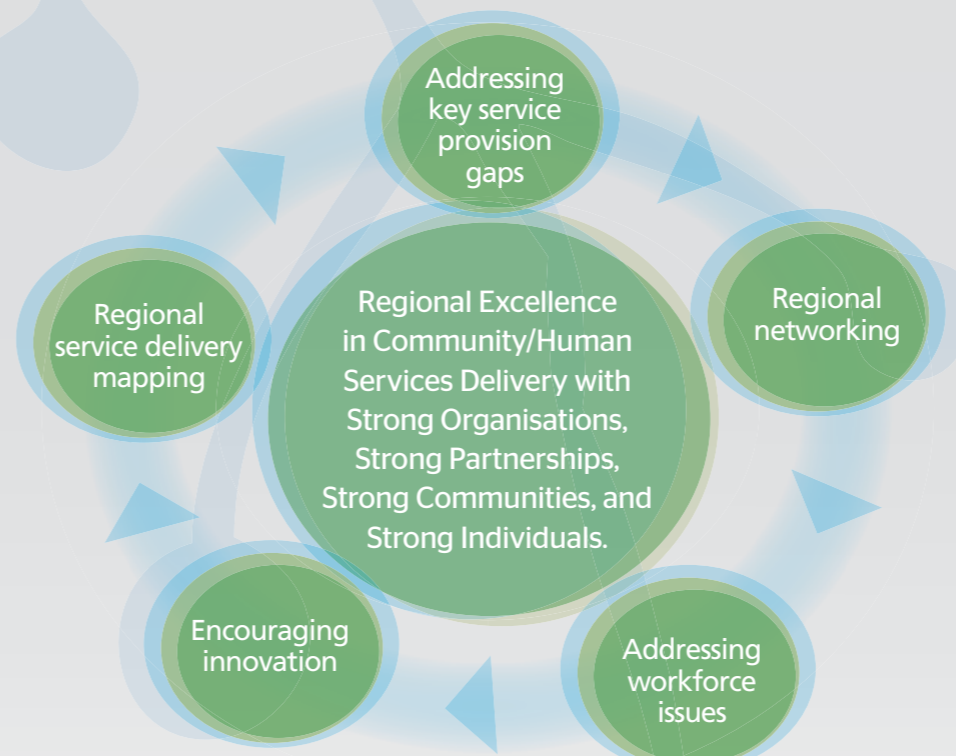 Addressing
key service
provision
gaps
Regional
networking
Addressing
workforce
issues
Encouraging
innovation
Regional
service delivery
mapping
Regional Excellence
in Community/Human
Services Delivery with
Strong Organisations,
Strong Partnerships,
Strong Communities, and
Strong Individuals.